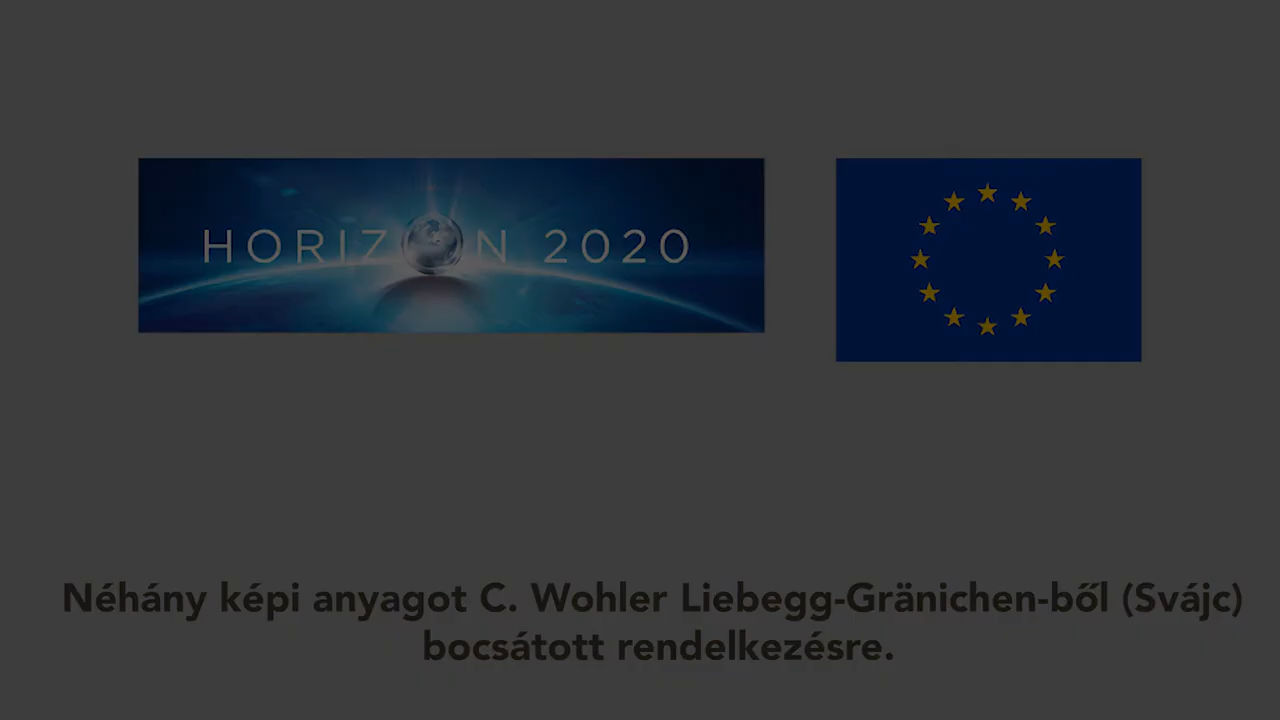 HORIZON 2020
Néhány képi anyagot C. Wohler Liebegg-Gränichen-ből (Svájc)
bocsátott rendelkezésre.